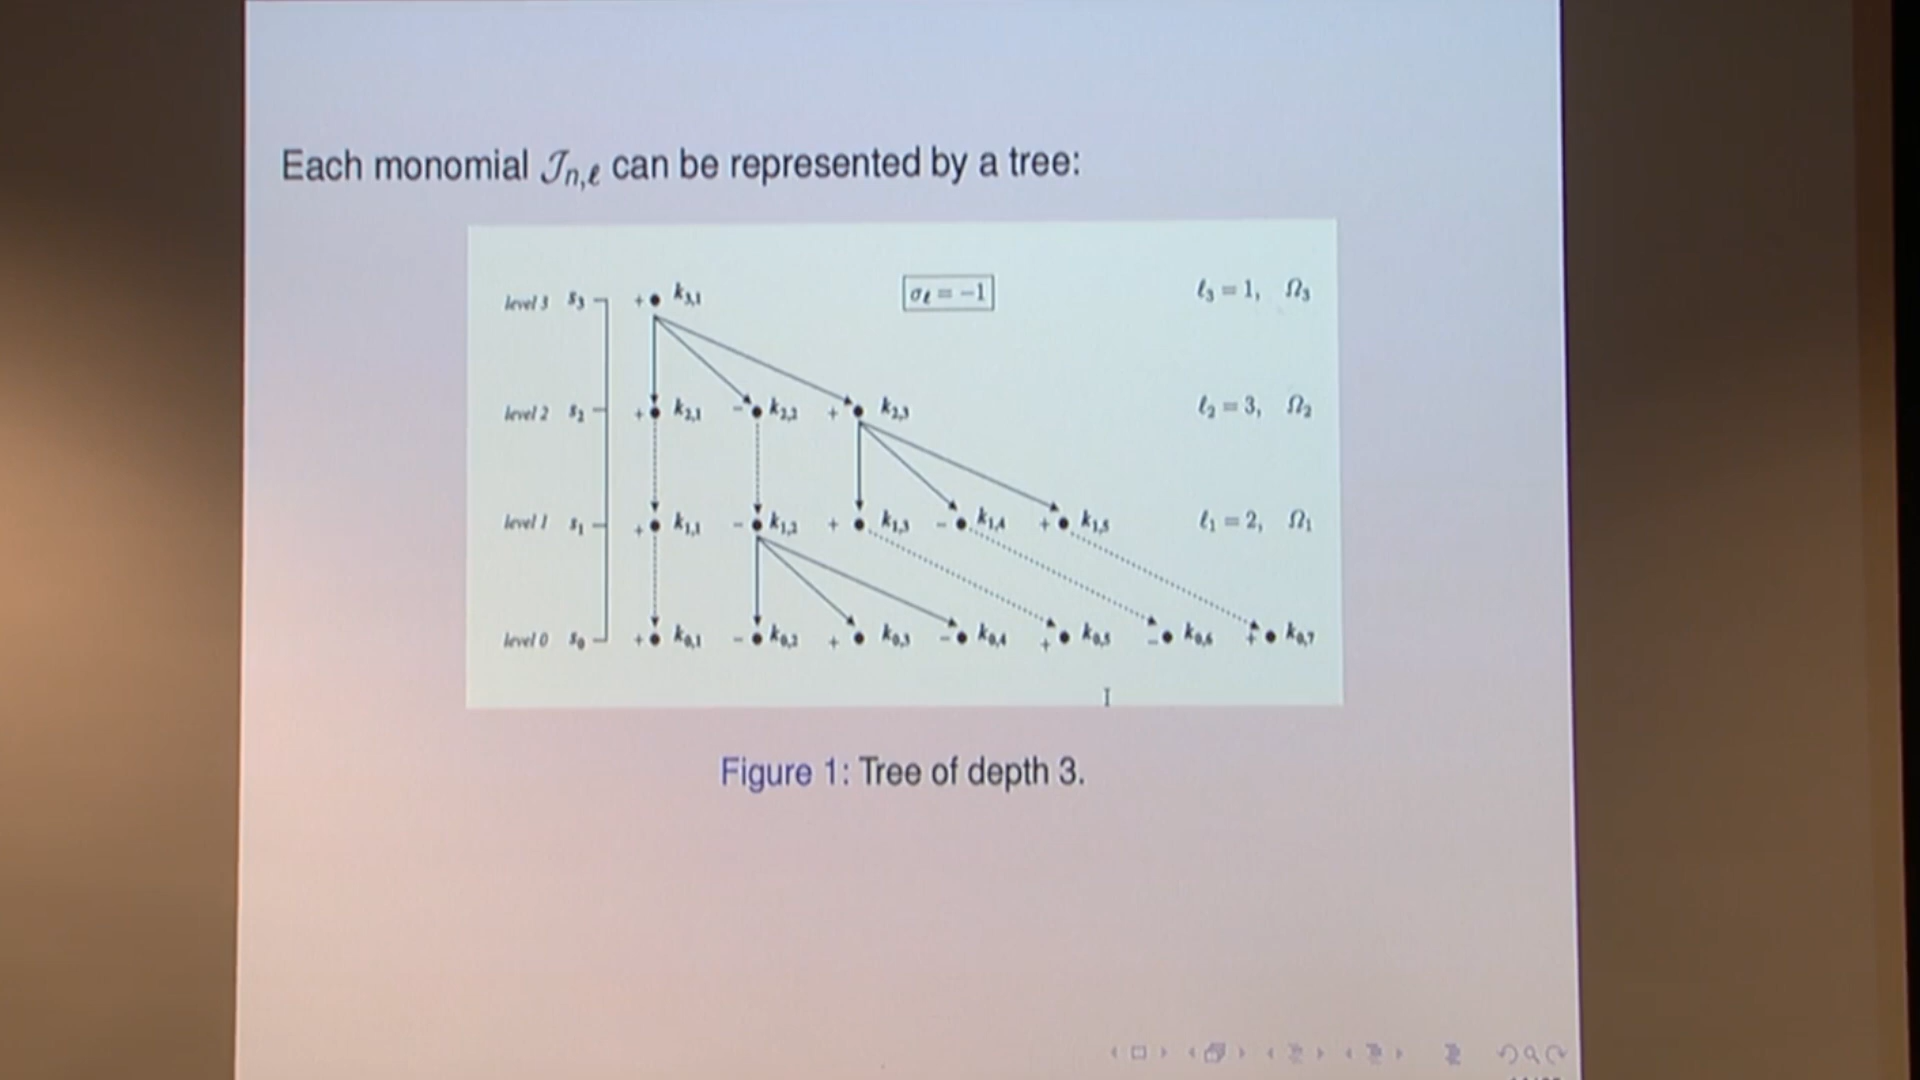 Each monomial 𝒥n,ℓ can be represented by a tree:
level 3 s₃ + k₃,₁ σℓ = −1 ℓ₃ = 1, Ω₃
level 2 s₂ + k₂,₁ − k₂,₂ + k₂,₃ ℓ₂ = 3, Ω₂
level 1 s₁ + k₁,₁ − k₁,₂ + k₁,₃ − k₁,₄ + k₁,₅ ℓ₁ = 2, Ω₁
level 0 s₀ + k₀,₁ − k₀,₂ + k₀,₃ − k₀,₄ + k₀,₅ − k₀,₆ + k₀,₇
Figure 1: Tree of depth 3.